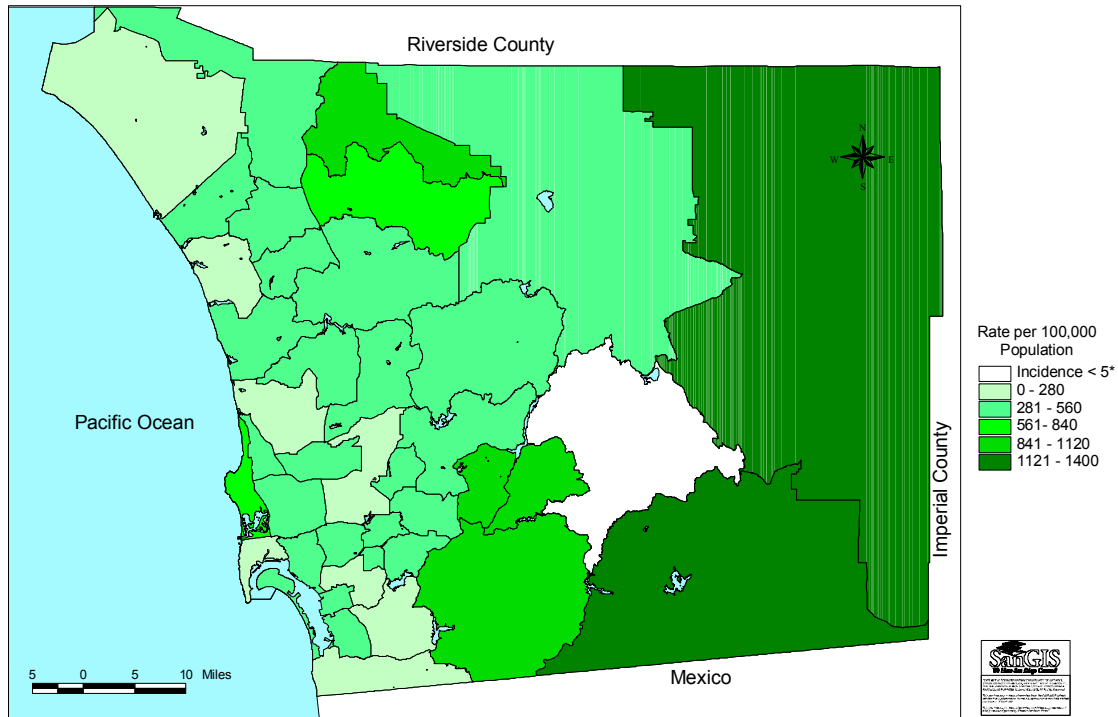 Riverside County
N
W E
S
Pacific Ocean
Imperial County
Rate per 100,000
Population
Incidence < 5*
0 - 280
281 - 560
561- 840
841 - 1120
1121 - 1400
5 0 5 10 Miles
Mexico
SanGIS